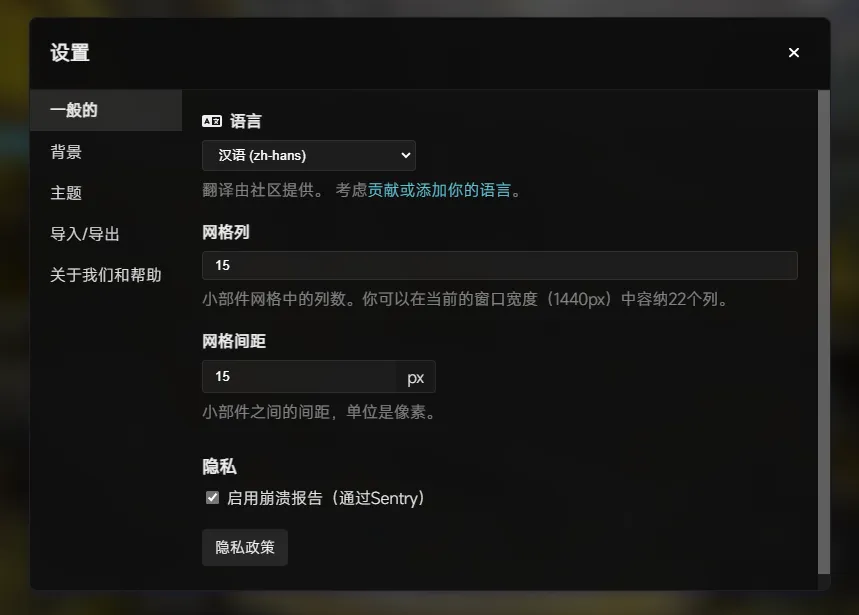 设置
一般的
背景
主题
导入/导出
关于我们和帮助
语言
汉语 (zh-hans)
翻译由社区提供。 考虑贡献或添加你的语言。
网格列
15
小部件网格中的列数。你可以在当前的窗口宽度（1440px）中容纳22个列。
网格间距
15 px
小部件之间的间距，单位是像素。
隐私
启用崩溃报告（通过Sentry）
隐私政策